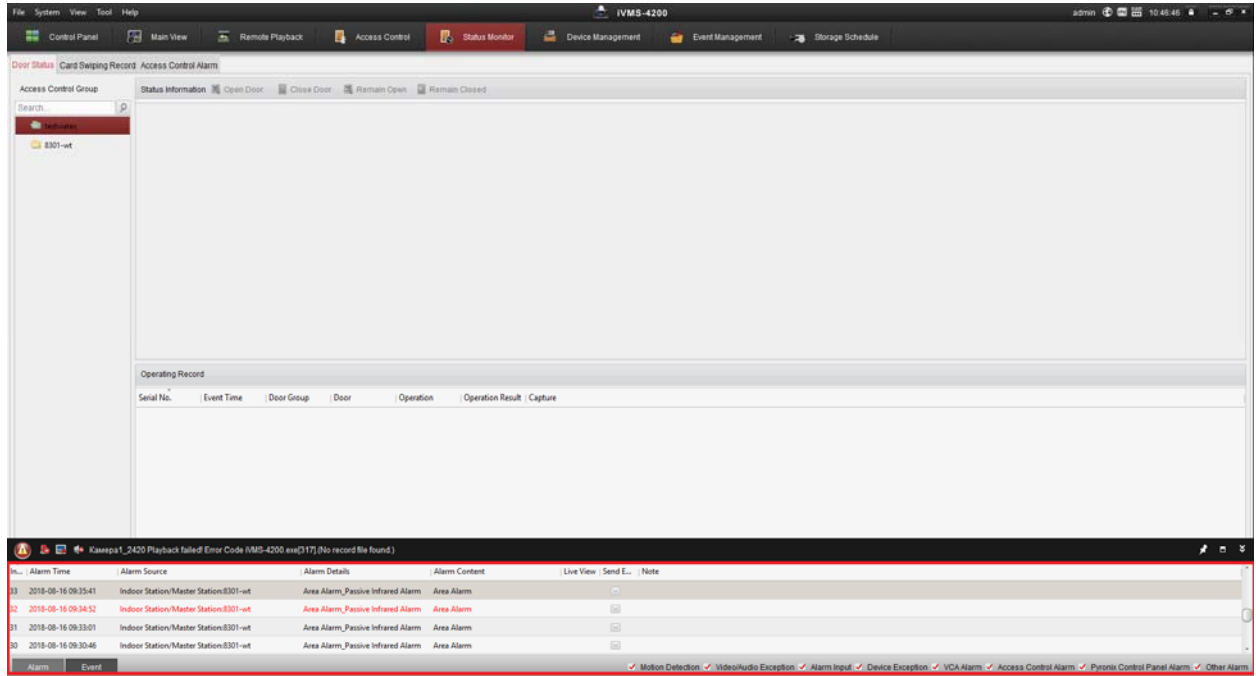 File System View Tool Help iVMS-4200 admin 10:46:46
Control Panel Main View Remote Playback Access Control Status Monitor Device Management Event Management Storage Schedule
Door Status Card Swiping Record Access Control Alarm
Access Control Group Status Information Open Door Close Door Remain Open Remain Closed
Search...
8301-wt
Operating Record
Serial No. Event Time Door Group Door Operation Operation Result Capture
Камера1_2420 Playback failed! Error Code iVMS-4200.exe[317].(No record file found.)
In... Alarm Time Alarm Source Alarm Details Alarm Content Live View Send E... Note
33 2018-08-16 09:35:41 Indoor Station/Master Station:8301-wt Area Alarm_Passive Infrared Alarm Area Alarm
32 2018-08-16 09:34:52 Indoor Station/Master Station:8301-wt Area Alarm_Passive Infrared Alarm Area Alarm
31 2018-08-16 09:33:01 Indoor Station/Master Station:8301-wt Area Alarm_Passive Infrared Alarm Area Alarm
30 2018-08-16 09:30:46 Indoor Station/Master Station:8301-wt Area Alarm_Passive Infrared Alarm Area Alarm
Alarm Event Motion Detection Video/Audio Exception Alarm Input Device Exception VCA Alarm Access Control Alarm Pyronix Control Panel Alarm Other Alarm